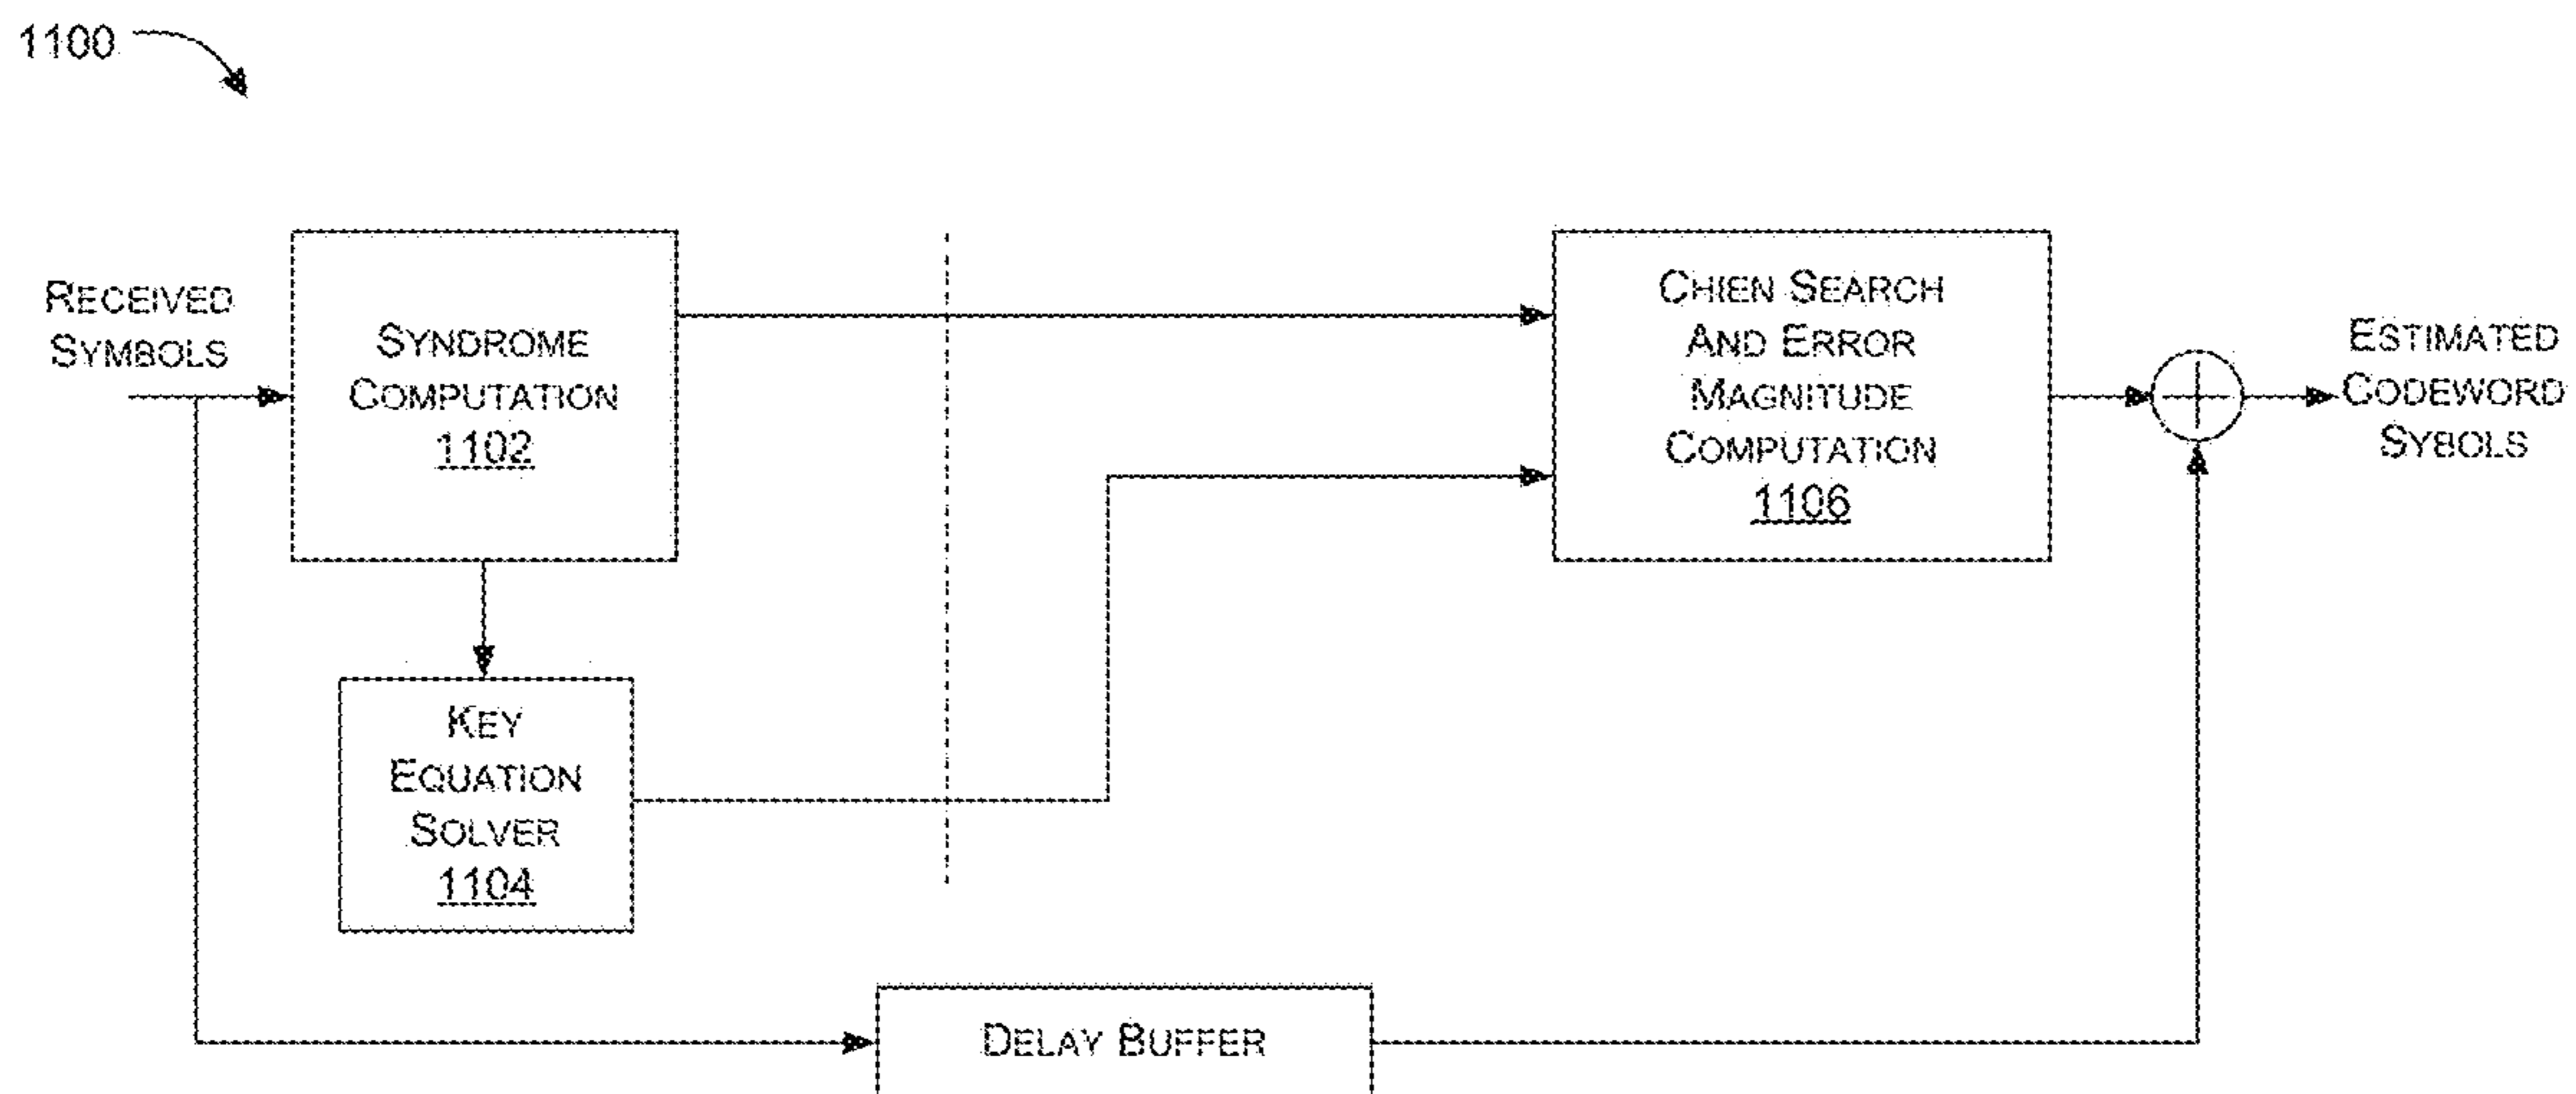 1100
RECEIVED
SYMBOLS
SYNDROME
COMPUTATION
1102
KEY
EQUATION
SOLVER
1104
DELAY BUFFER
CHIEN SEARCH
AND ERROR
MAGNITUDE
COMPUTATION
1106
ESTIMATED
CODEWORD
SYBOLS